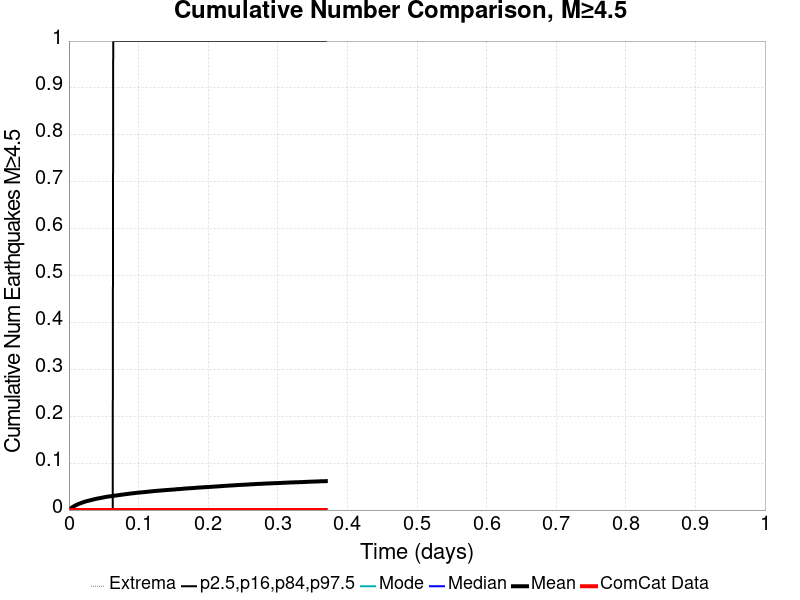 Cumulative Number Comparison, M≥4.5
Cumulative Num Earthquakes M≥4.5
1
0.9
0.8
0.7
0.6
0.5
0.4
0.3
0.2
0.1
0
0 0.1 0.2 0.3 0.4 0.5 0.6 0.7 0.8 0.9 1
Time (days)
Extrema p2.5,p16,p84,p97.5 Mode Median Mean ComCat Data